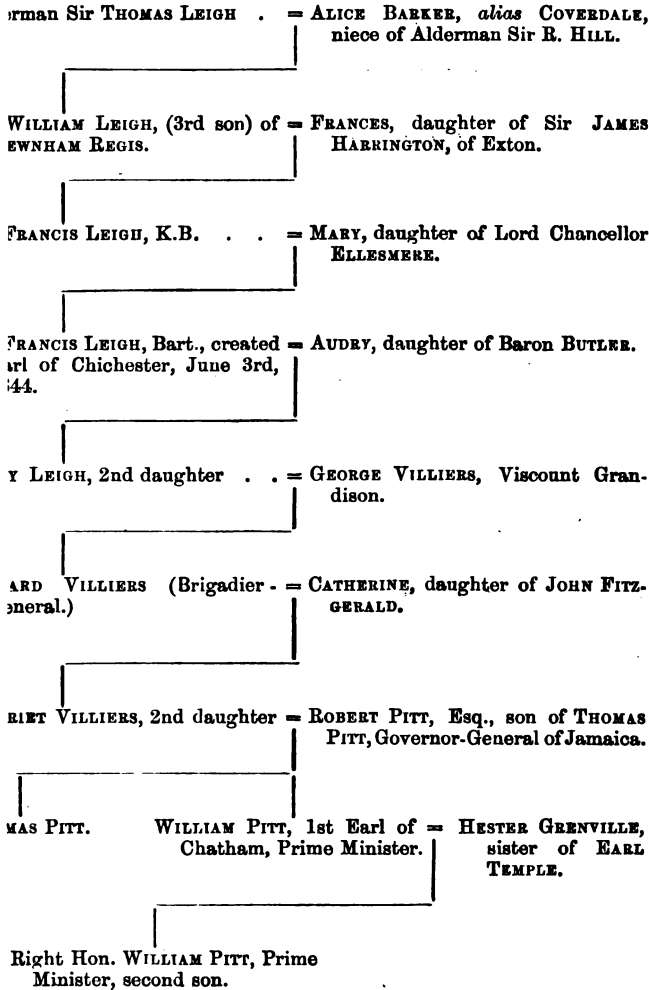 Sir THOMAS LEIGH . = ALICE BARKER, alias COVERDALE,
niece of Alderman Sir R. HILL.
WILLIAM LEIGH, (3rd son) of = FRANCES, daughter of Sir JAMES
EWNHAM REGIS. HARRINGTON, of Exton.
FRANCIS LEIGH, K.B. . . = MARY, daughter of Lord Chancellor
ELLESMERE.
FRANCIS LEIGH, Bart., created = AUDRY, daughter of Baron BUTLER.
arl of Chichester, June 3rd,
644.
Y LEIGH, 2nd daughter . . = GEORGE VILLIERS, Viscount Gran-
dison.
ARD VILLIERS (Brigadier- = CATHERINE, daughter of JOHN FITZ-
eneral.) GERALD.
RIET VILLIERS, 2nd daughter = ROBERT PITT, Esq., son of THOMAS
PITT, Governor-General of Jamaica.
MAS PITT. WILLIAM PITT, 1st Earl of = HESTER GRENVILLE,
Chatham, Prime Minister. sister of EARL
TEMPLE.
Right Hon. WILLIAM PITT, Prime
Minister, second son.